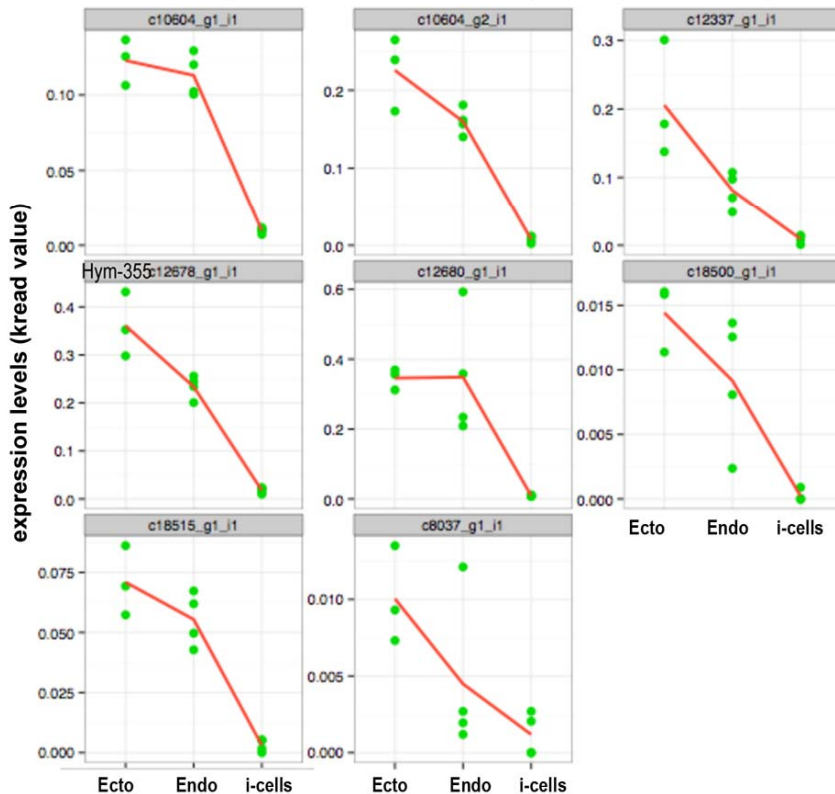 expression levels (kread value)
c10604_g1_i1
0.10
0.05
0.00
c10604_g2_i1
0.2
0.1
0.0
c12337_g1_i1
0.3
0.2
0.1
0.0
Hym-355 c12678_g1_i1
0.4
0.3
0.2
0.1
0.0
c12680_g1_i1
0.6
0.4
0.2
0.0
c18500_g1_i1
0.015
0.010
0.005
0.000
Ecto Endo i-cells
c18515_g1_i1
0.075
0.050
0.025
0.000
Ecto Endo i-cells
c8037_g1_i1
0.010
0.005
0.000
Ecto Endo i-cells